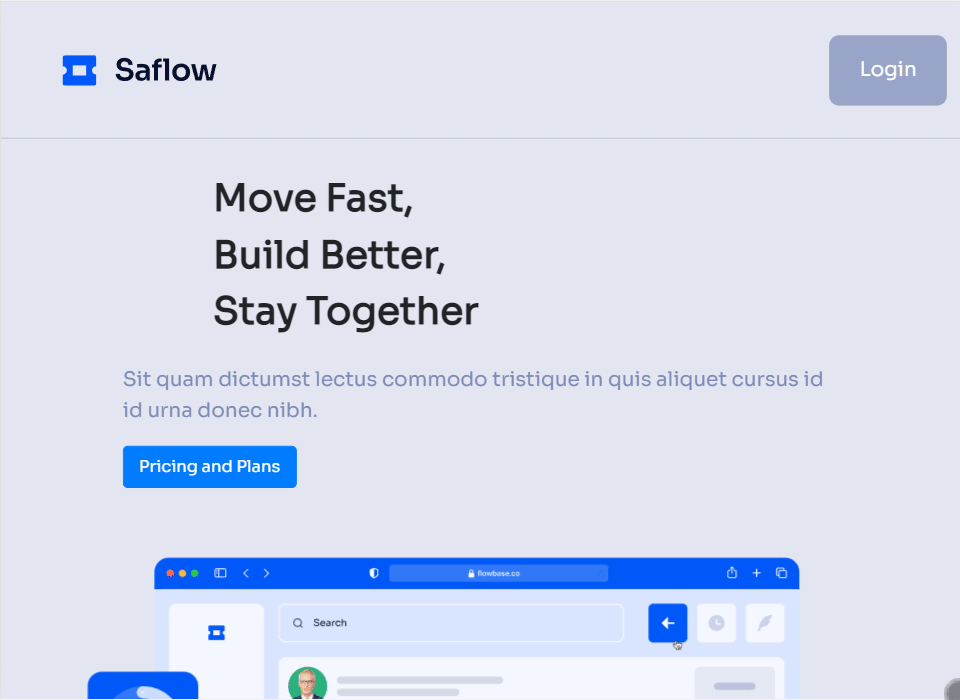 Saflow
Login
Move Fast,
Build Better,
Stay Together
Sit quam dictumst lectus commodo tristique in quis aliquet cursus id
id urna donec nibh.
Pricing and Plans
flowbase.co
Search